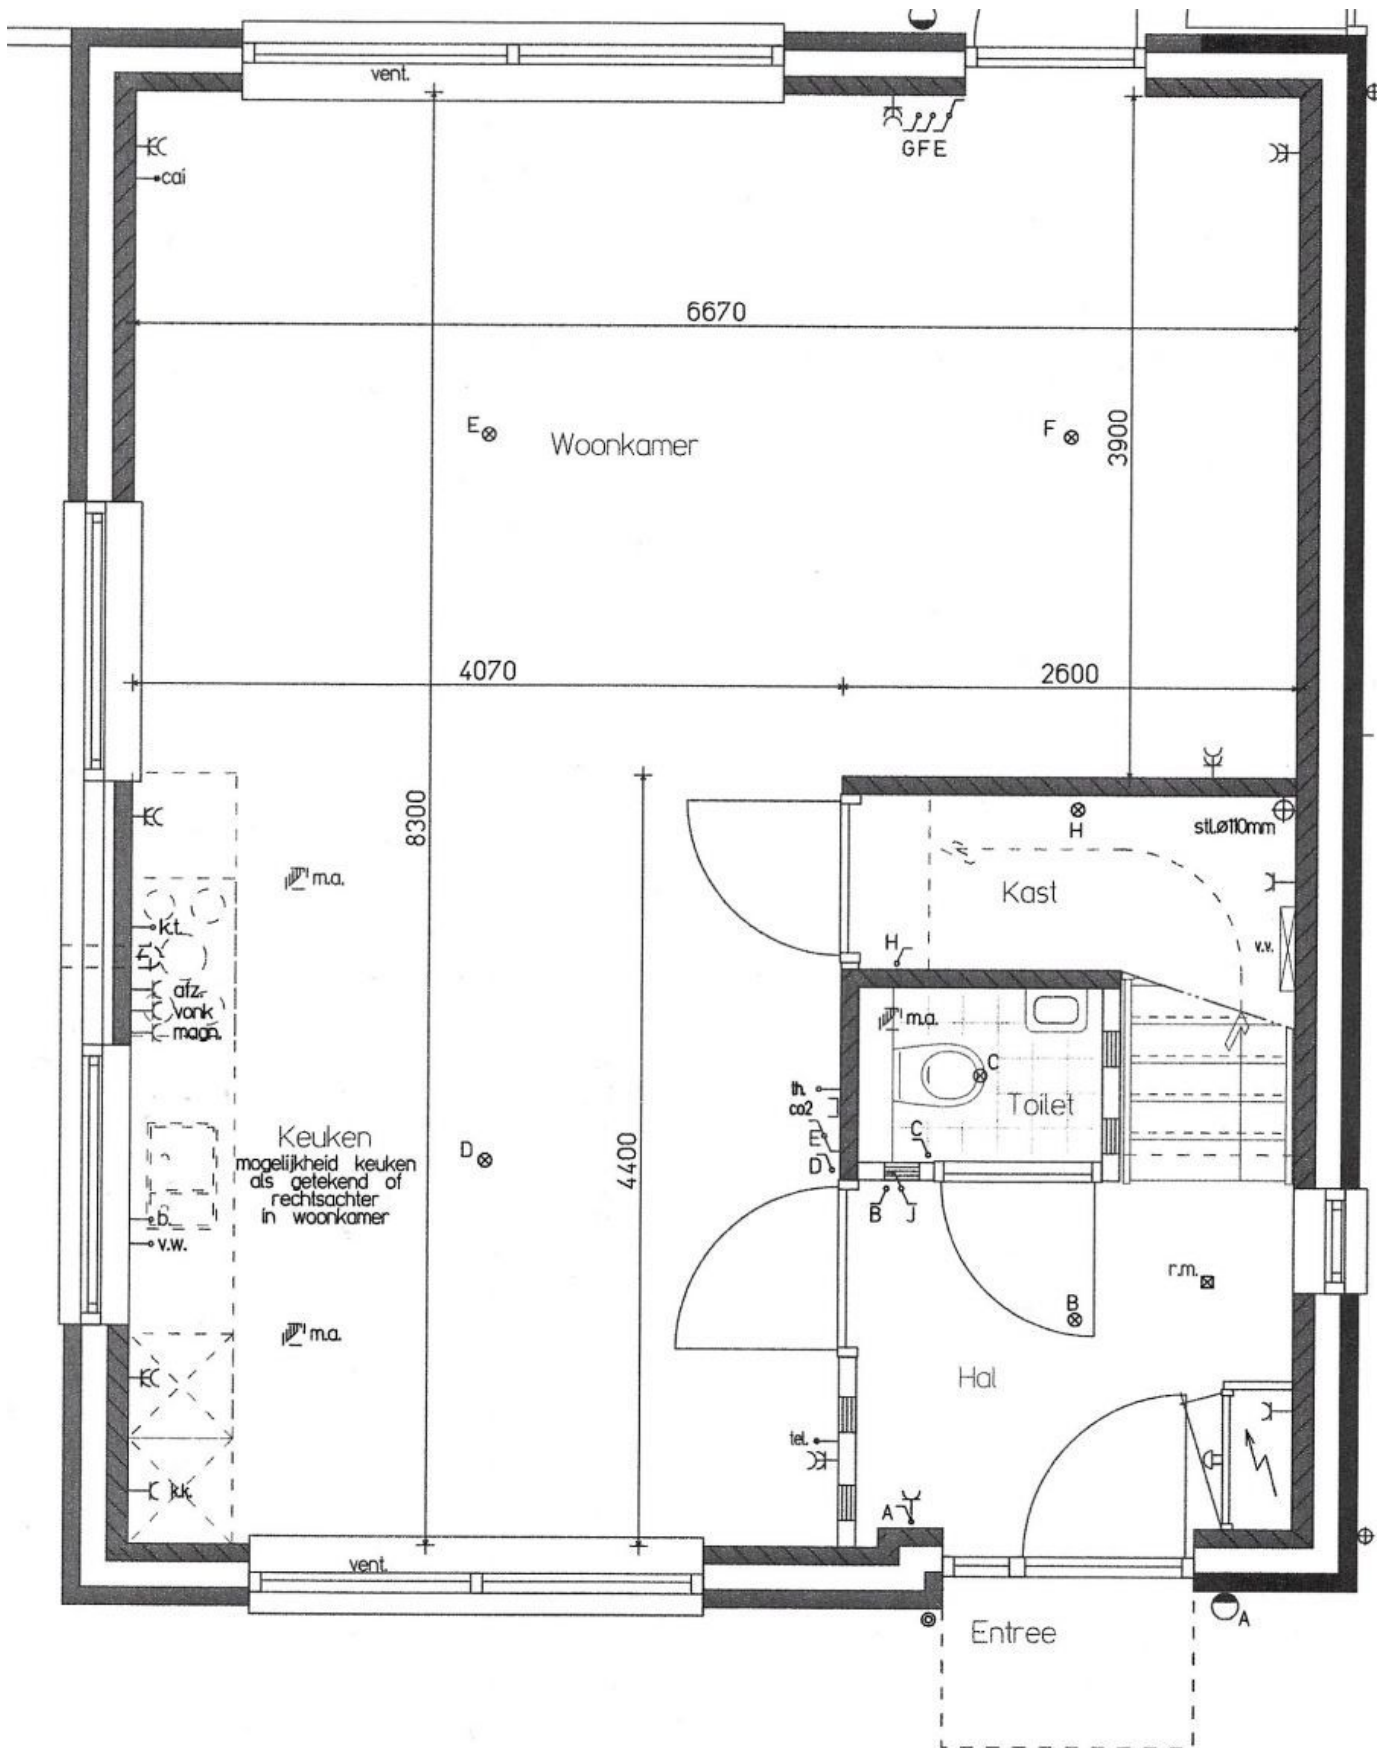 vent.
GFE
cai
6670
E
Woonkamer
F
3900
4070
2600
8300
H
stl.ø110mm
m.a.
Kast
k.t.
H
v.v.
afz.
vonk
magn.
m.a.
C
th.
co2
Toilet
Keuken
mogelijkheid keuken
als getekend of
rechtsachter
in woonkamer
D
4400
E
C
D
b.
B
J
v.w.
r.m.
B
m.a.
Hal
tel.
k.k.
A
vent.
A
Entree